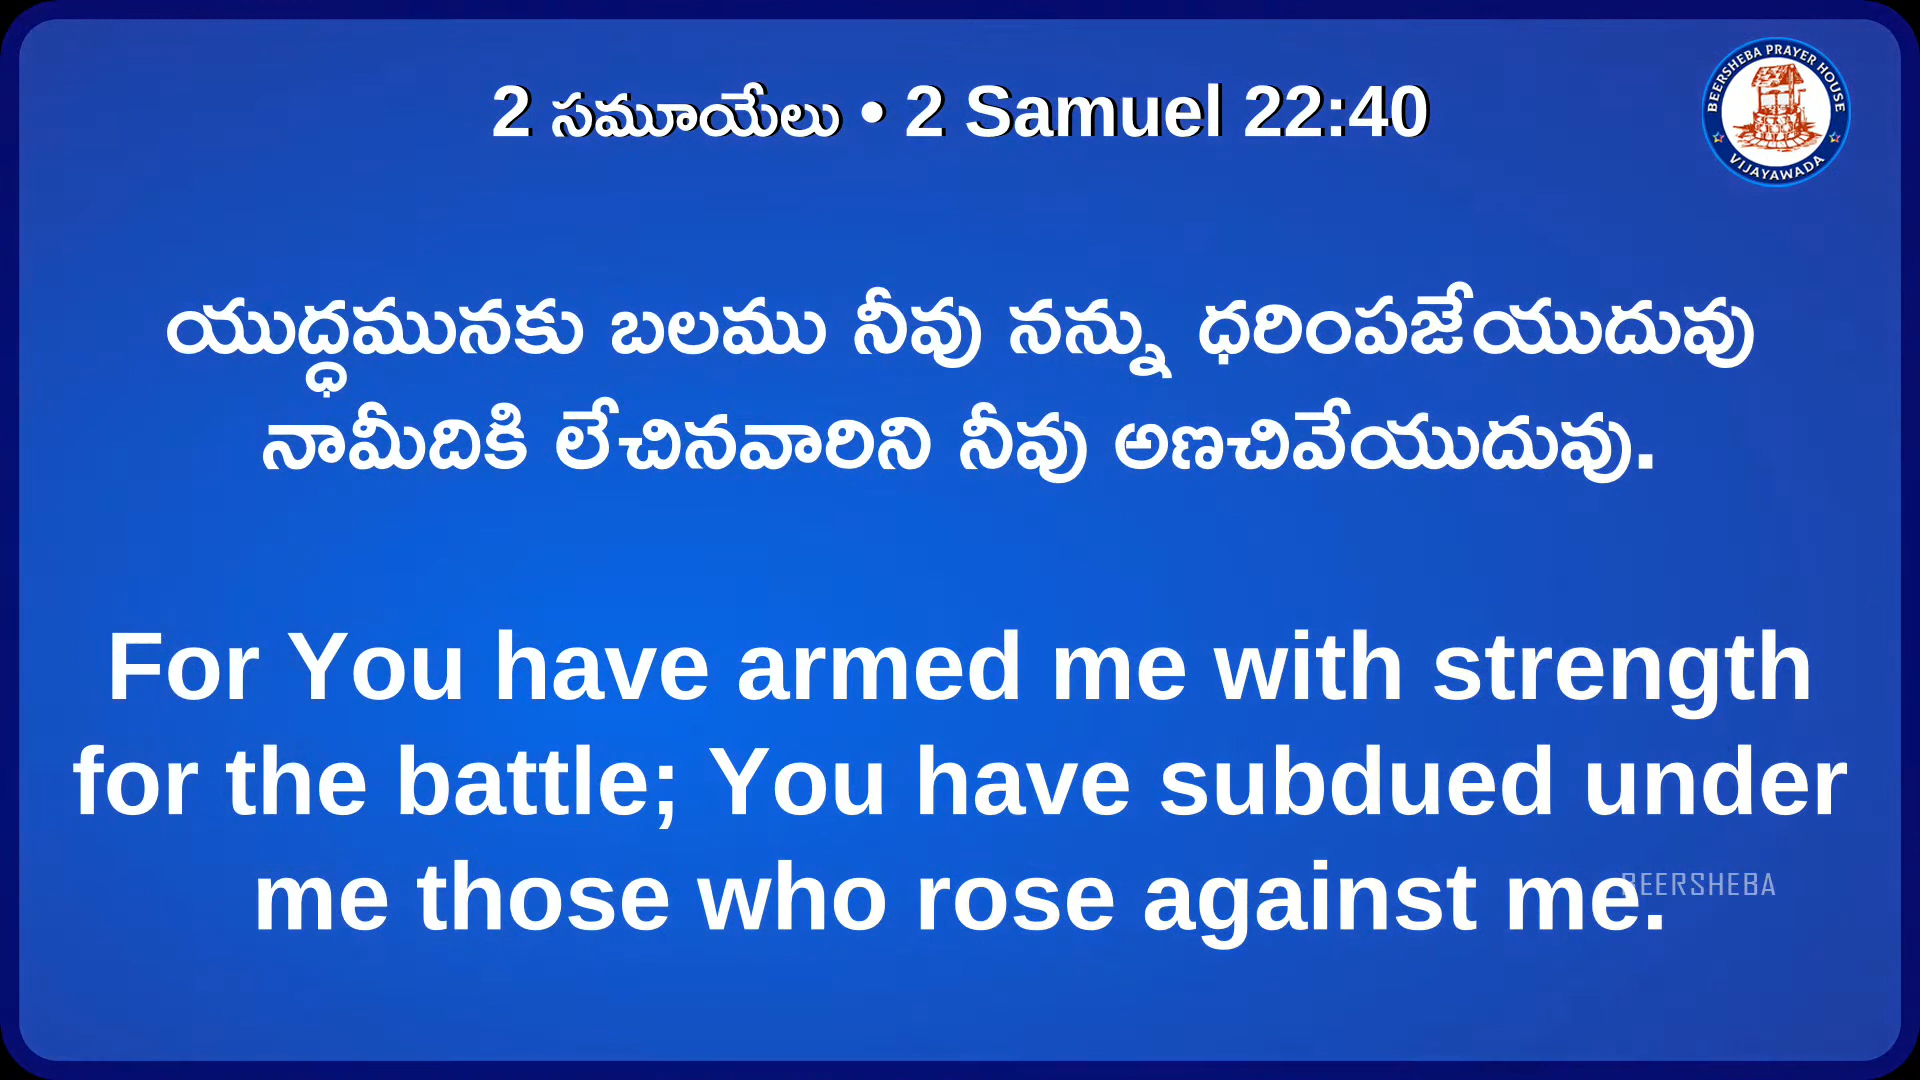 2 సమూయేలు • 2 Samuel 22:40
BEERSHEBA PRAYER HOUSE
VIJAYAWADA
యుద్ధమునకు బలము నీవు నన్ను ధరింపజేయుదువు
నామీదికి లేచినవారిని నీవు అణచివేయుదువు.
For You have armed me with strength
for the battle; You have subdued under
me those who rose against me.
BEERSHEBA